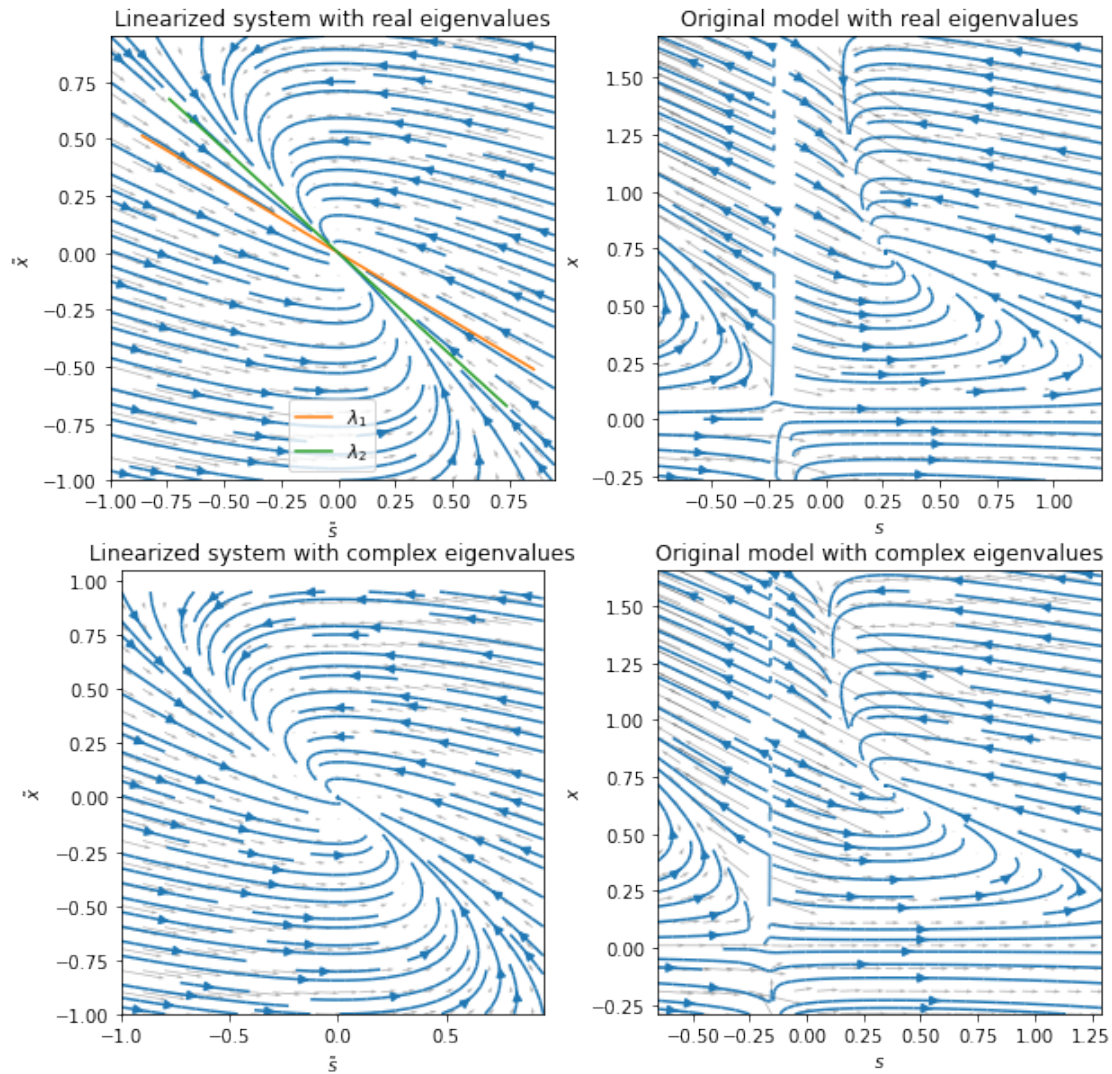 Linearized system with real eigenvalues
0.75
0.50
0.25
0.00
−0.25
−0.50
−0.75
−1.00
x̃
λ₁
λ₂
−1.00 −0.75 −0.50 −0.25 0.00 0.25 0.50 0.75
s̃
Original model with real eigenvalues
1.50
1.25
1.00
0.75
0.50
0.25
0.00
−0.25
x
−0.50 −0.25 0.00 0.25 0.50 0.75 1.00
s
Linearized system with complex eigenvalues
1.00
0.75
0.50
0.25
0.00
−0.25
−0.50
−0.75
−1.00
x̃
−1.0 −0.5 0.0 0.5
s̃
Original model with complex eigenvalues
1.50
1.25
1.00
0.75
0.50
0.25
0.00
−0.25
x
−0.50 −0.25 0.00 0.25 0.50 0.75 1.00 1.25
s